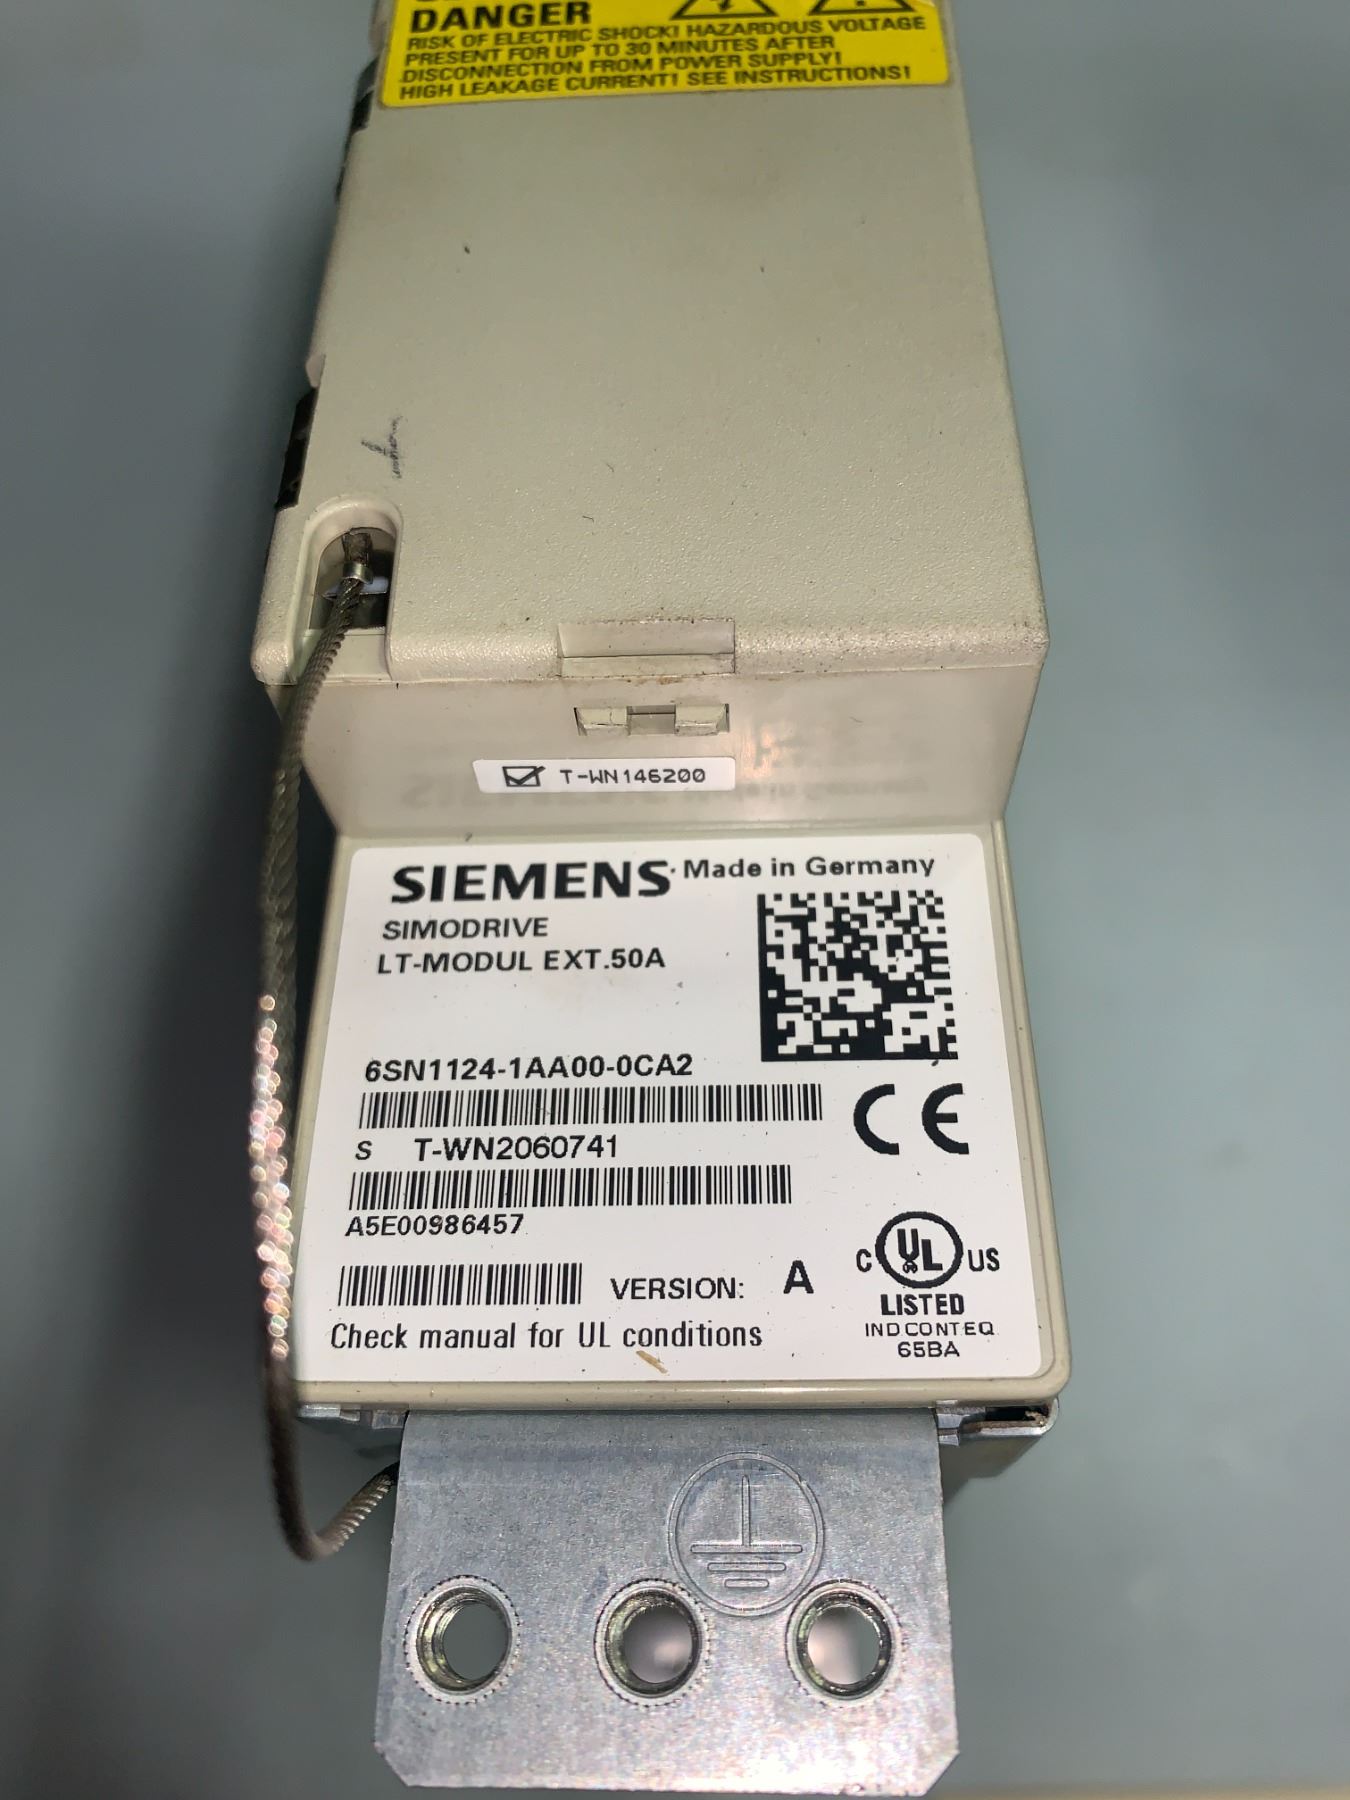 DANGER
RISK OF ELECTRIC SHOCK! HAZARDOUS VOLTAGE
PRESENT FOR UP TO 30 MINUTES AFTER
DISCONNECTION FROM POWER SUPPLY!
HIGH LEAKAGE CURRENT! SEE INSTRUCTIONS!
T-WN146200
SIEMENS Made in Germany
SIMODRIVE
LT-MODUL EXT.50A
6SN1124-1AA00-0CA2
CE
S T-WN2060741
A5E00986457
C UL US
LISTED
IND CONT.EQ
65BA
VERSION: A
Check manual for UL conditions